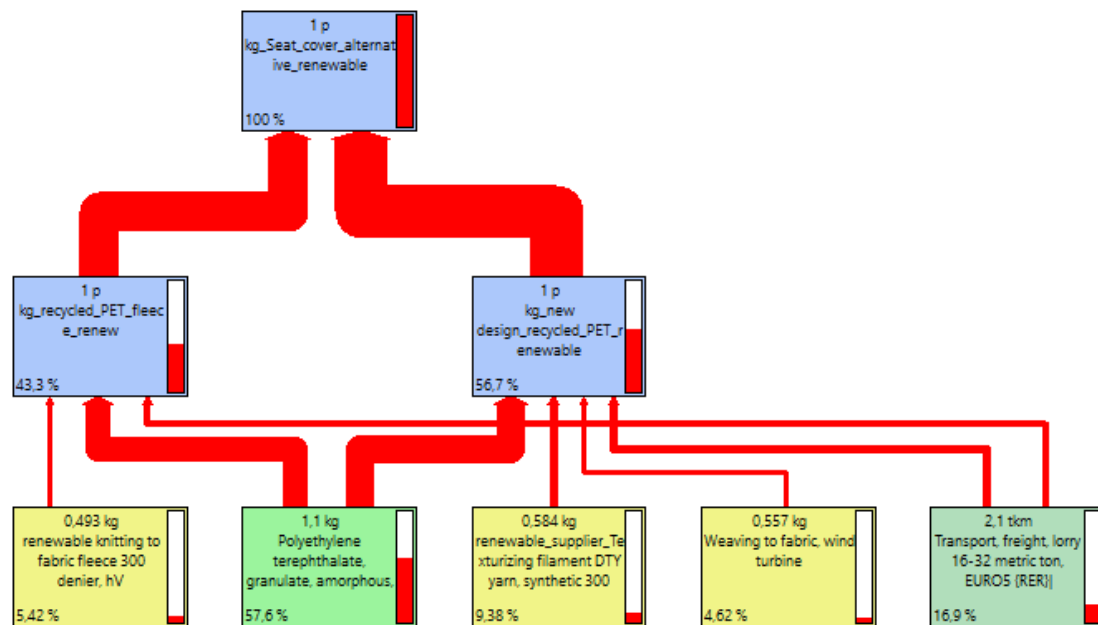 1 p
kg_Seat_cover_alternat
ive_renewable
100 %
1 p
kg_recycled_PET_fleec
e_renew
43,3 %
1 p
kg_new
design_recycled_PET_r
enewable
56,7 %
0,493 kg
renewable knitting to
fabric fleece 300
denier, hV
5,42 %
1,1 kg
Polyethylene
terephthalate,
granulate, amorphous,
57,6 %
0,584 kg
renewable_supplier_Te
xturizing filament DTY
yarn, synthetic 300
9,38 %
0,557 kg
Weaving to fabric, wind
turbine
4,62 %
2,1 tkm
Transport, freight, lorry
16-32 metric ton,
EURO5 {RER}|
16,9 %